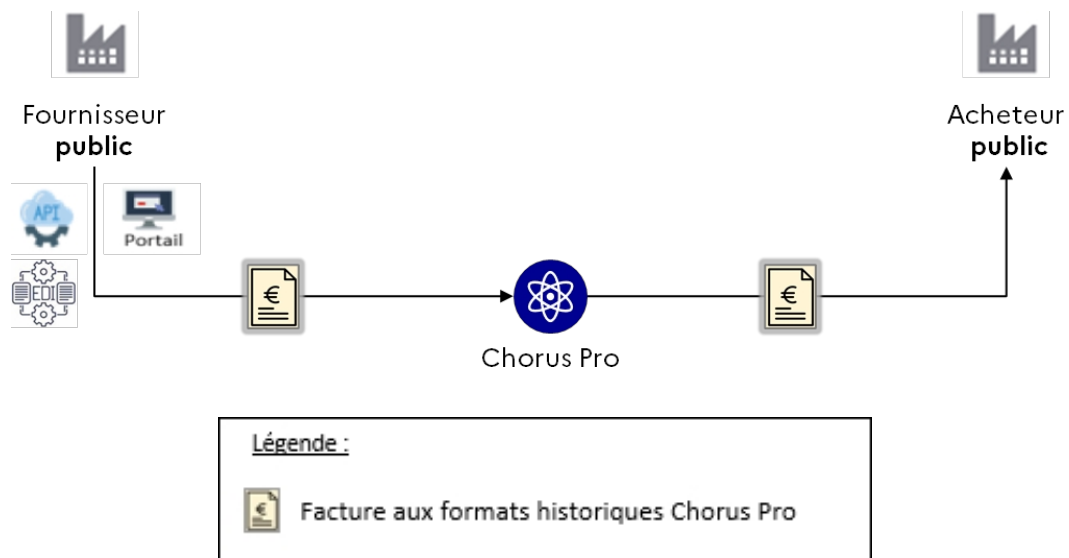 Fournisseur
public
Acheteur
public
API
Portail
EDI
€
€
Chorus Pro
Légende :
€
Facture aux formats historiques Chorus Pro